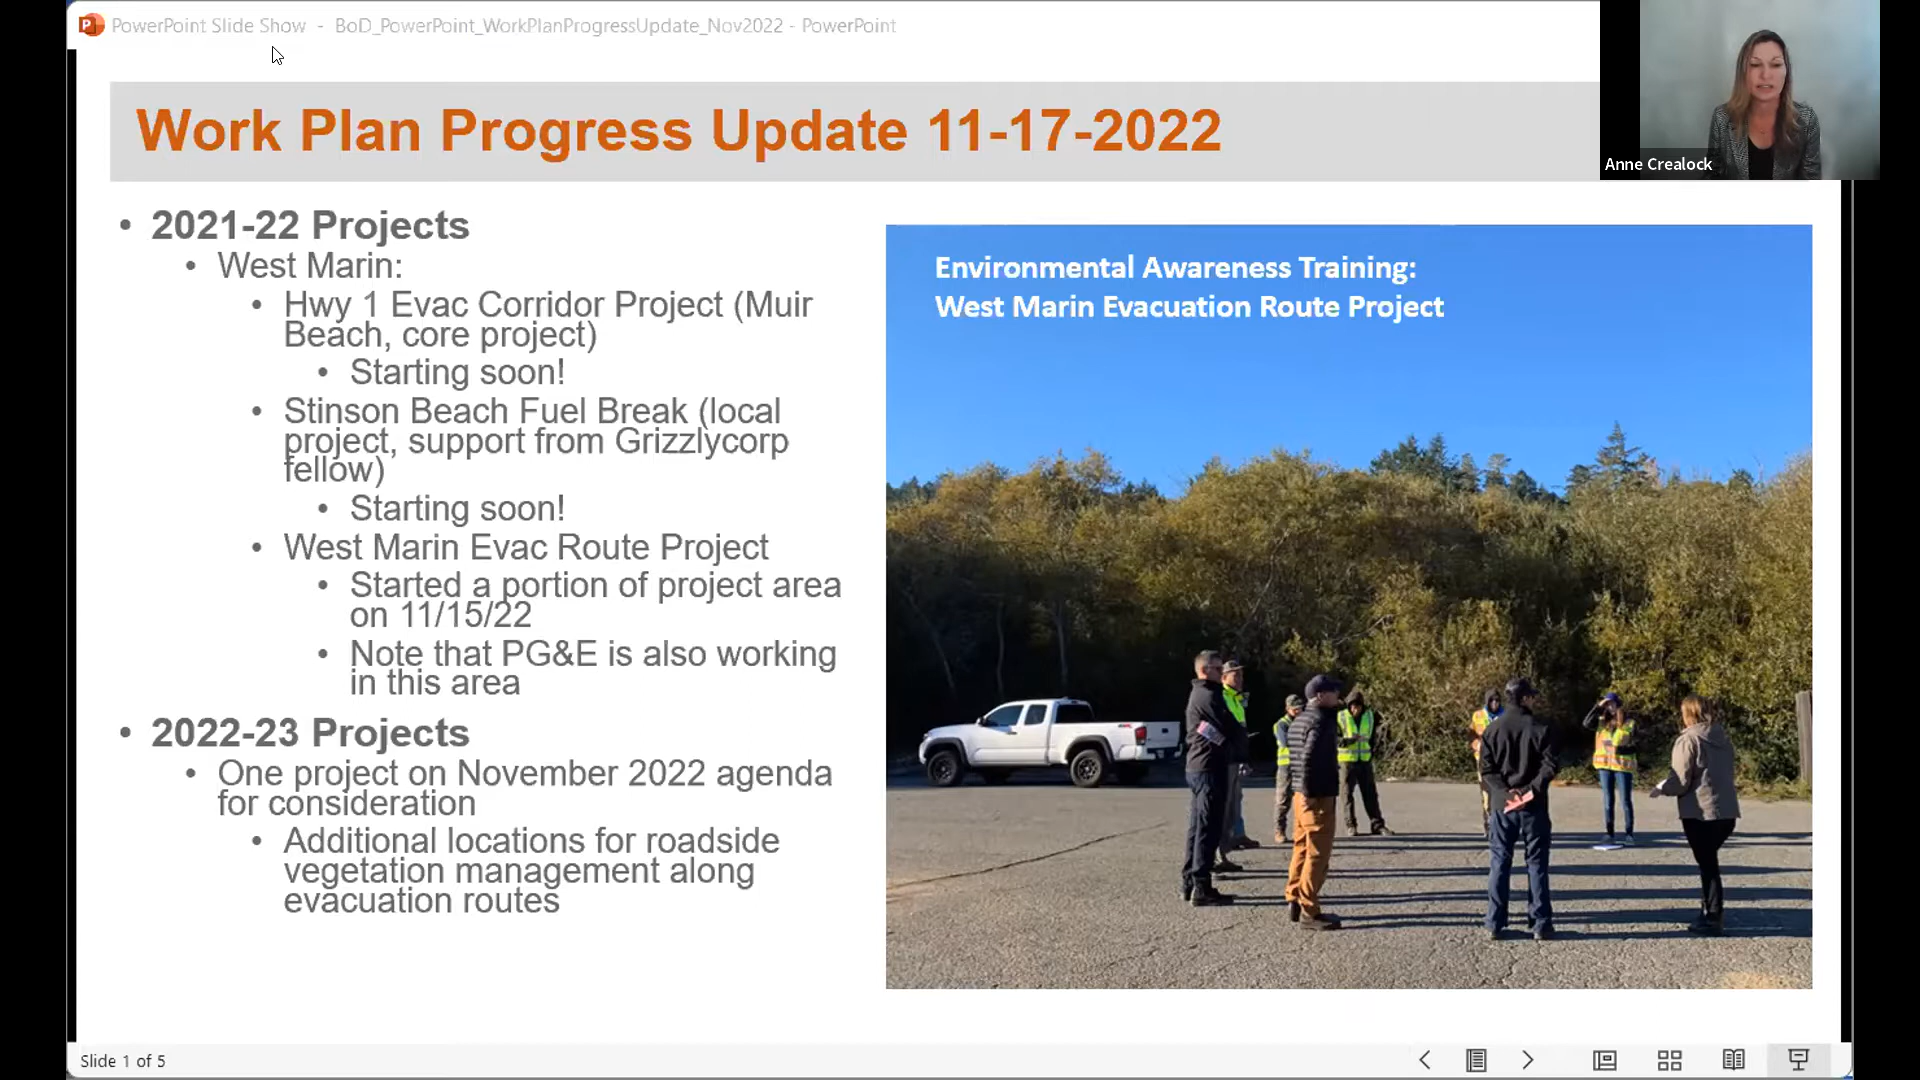 PowerPoint Slide Show - BoD_PowerPoint_WorkPlanProgressUpdate_Nov2022 - PowerPoint
Anne Crealock
Work Plan Progress Update 11-17-2022
• 2021-22 Projects
• West Marin:
• Hwy 1 Evac Corridor Project (Muir
Beach, core project)
• Starting soon!
• Stinson Beach Fuel Break (local
project, support from Grizzlycorp
fellow)
• Starting soon!
• West Marin Evac Route Project
• Started a portion of project area
on 11/15/22
• Note that PG&E is also working
in this area
• 2022-23 Projects
• One project on November 2022 agenda
for consideration
• Additional locations for roadside
vegetation management along
evacuation routes
Environmental Awareness Training:
West Marin Evacuation Route Project
Slide 1 of 5